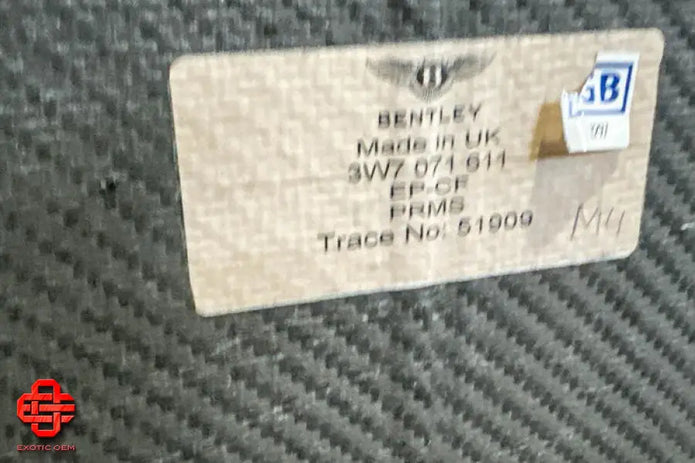 BENTLEY
Made in UK
3W7 071 611
EP-CF
PRMS
Trace No: 51909
M4
GB
EXOTIC OEM